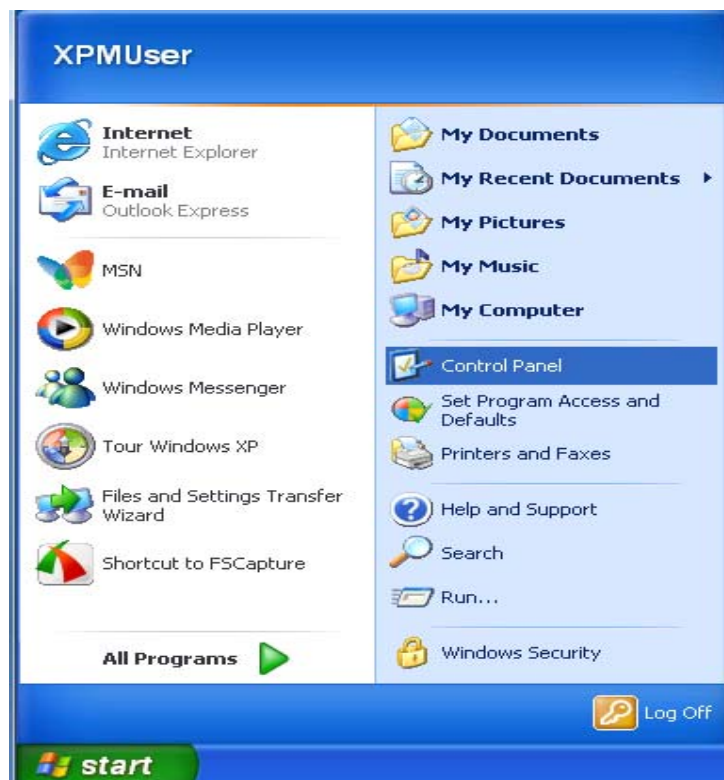 XPMUser
Internet
Internet Explorer
E-mail
Outlook Express
MSN
Windows Media Player
Windows Messenger
Tour Windows XP
Files and Settings Transfer
Wizard
Shortcut to FSCapture
All Programs
My Documents
My Recent Documents
My Pictures
My Music
My Computer
Control Panel
Set Program Access and
Defaults
Printers and Faxes
Help and Support
Search
Run...
Windows Security
Log Off
start